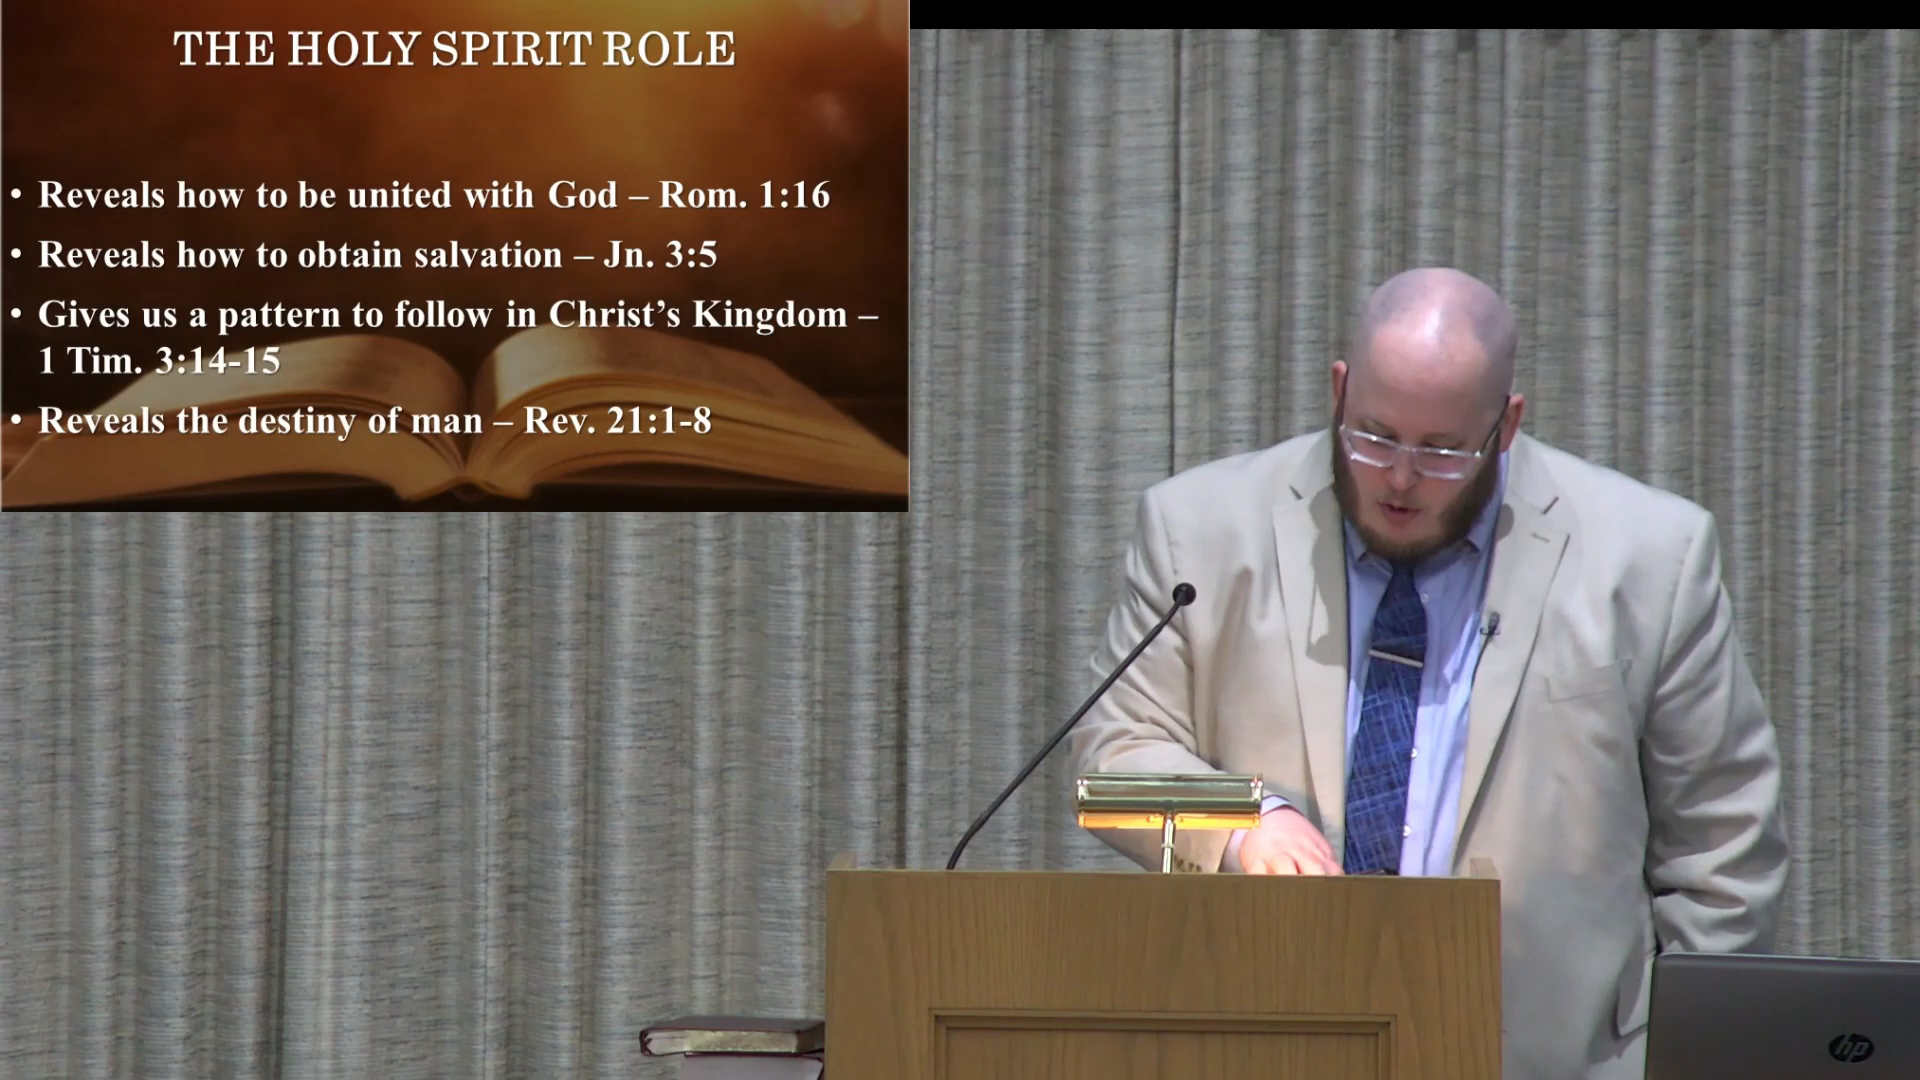 THE HOLY SPIRIT ROLE
• Reveals how to be united with God – Rom. 1:16
• Reveals how to obtain salvation – Jn. 3:5
• Gives us a pattern to follow in Christ’s Kingdom –
1 Tim. 3:14-15
• Reveals the destiny of man – Rev. 21:1-8
hp